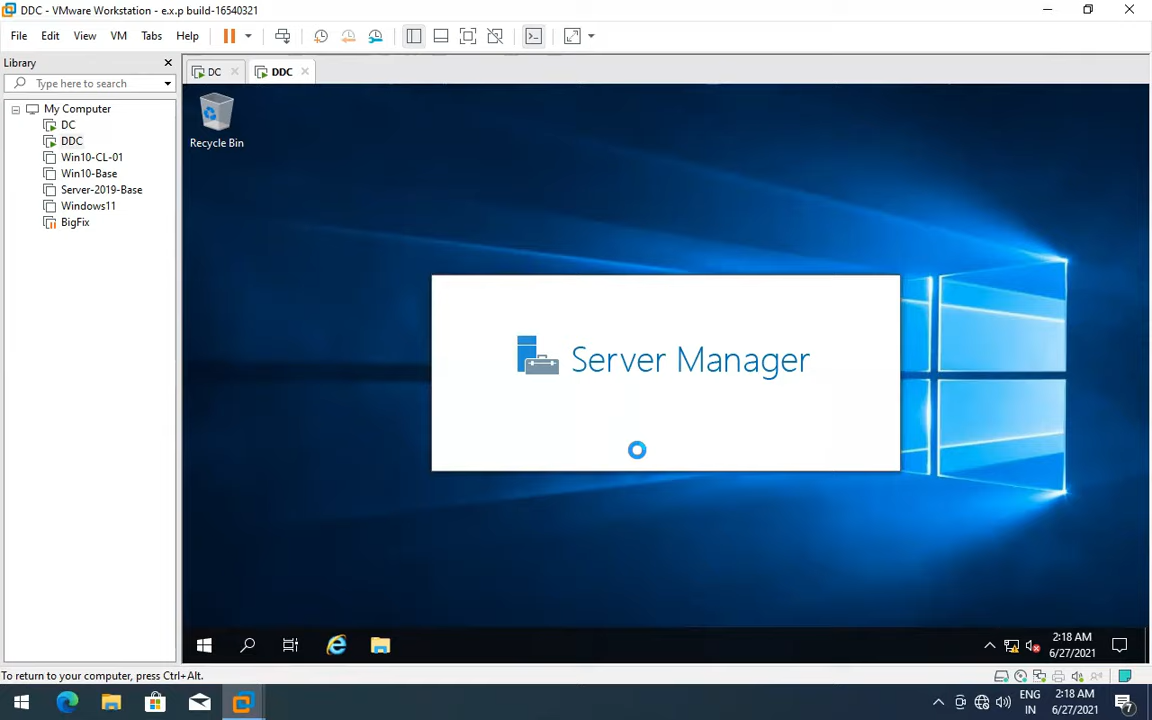 DDC - VMware Workstation - e.x.p build-16540321
File Edit View VM Tabs Help
Library
Type here to search
My Computer
DC
DDC
Win10-CL-01
Win10-Base
Server-2019-Base
Windows11
BigFix
DC
DDC
Recycle Bin
Server Manager
2:18 AM
6/27/2021
To return to your computer, press Ctrl+Alt.
ENG
IN
2:18 AM
6/27/2021
7